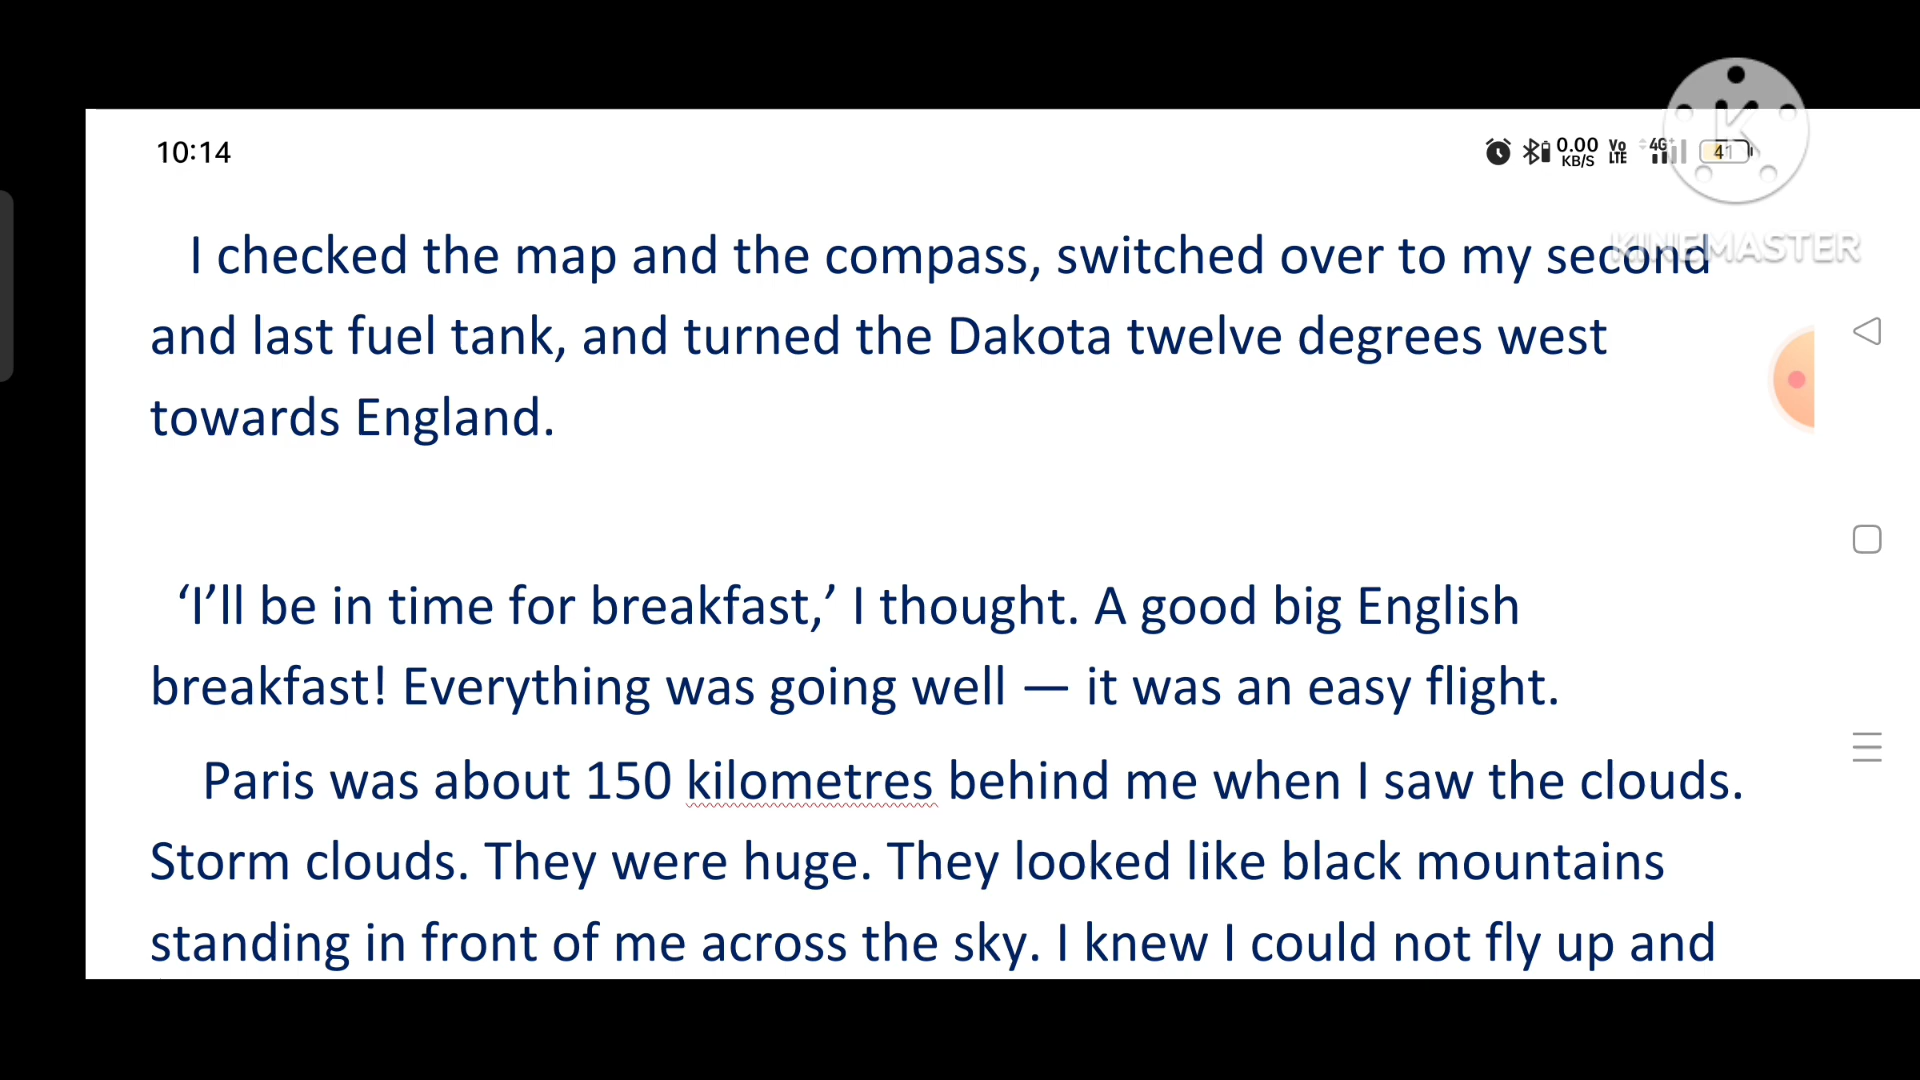 10:14
0.00 KB/S Vo LTE 4G 41
K
KINEMASTER
I checked the map and the compass, switched over to my second
and last fuel tank, and turned the Dakota twelve degrees west
towards England.
‘I’ll be in time for breakfast,’ I thought. A good big English
breakfast! Everything was going well — it was an easy flight.
Paris was about 150 kilometres behind me when I saw the clouds.
Storm clouds. They were huge. They looked like black mountains
standing in front of me across the sky. I knew I could not fly up and